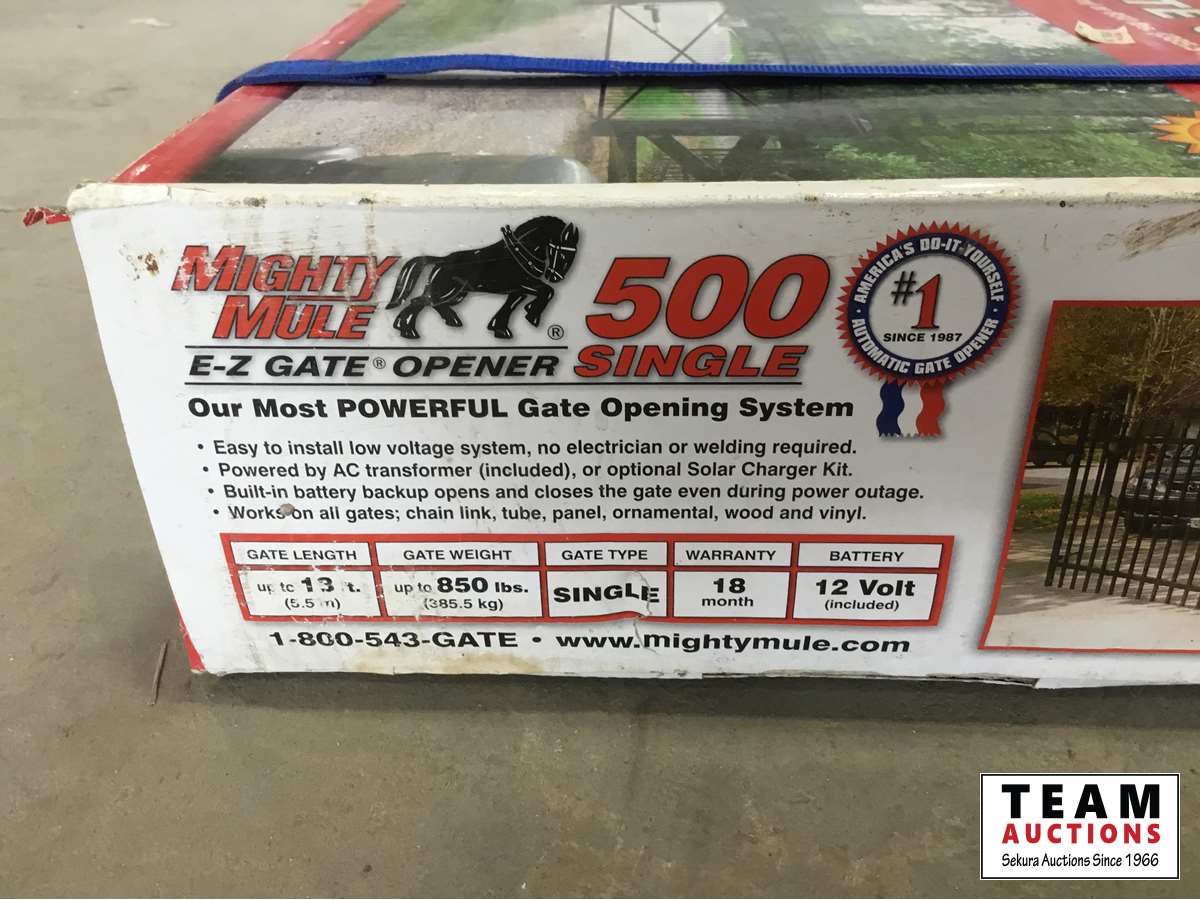 MIGHTY
MULE
®
500
SINGLE
E-Z GATE® OPENER
AMERICA'S DO-IT-YOURSELF
#1
SINCE 1987
AUTOMATIC GATE OPENER
Our Most POWERFUL Gate Opening System
• Easy to install low voltage system, no electrician or welding required.
• Powered by AC transformer (included), or optional Solar Charger Kit.
• Built-in battery backup opens and closes the gate even during power outage.
• Works on all gates; chain link, tube, panel, ornamental, wood and vinyl.
GATE LENGTH GATE WEIGHT GATE TYPE WARRANTY BATTERY
up to t. up to 850 lbs. SINGLE 18 12 Volt
(5.5 m) (385.5 kg) month (included)
1-800-543-GATE • www.mightymule.com
TEAM
AUCTIONS
Sekura Auctions Since 1966